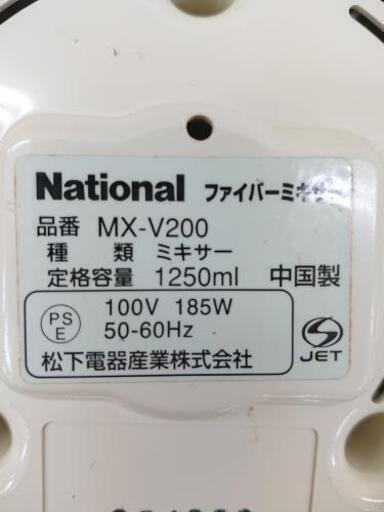 National ファイバーミキサー
品番 MX-V200
種 類 ミキサー
定格容量 1250ml 中国製
PS
E
100V 185W
50-60Hz
松下電器産業株式会社
JET